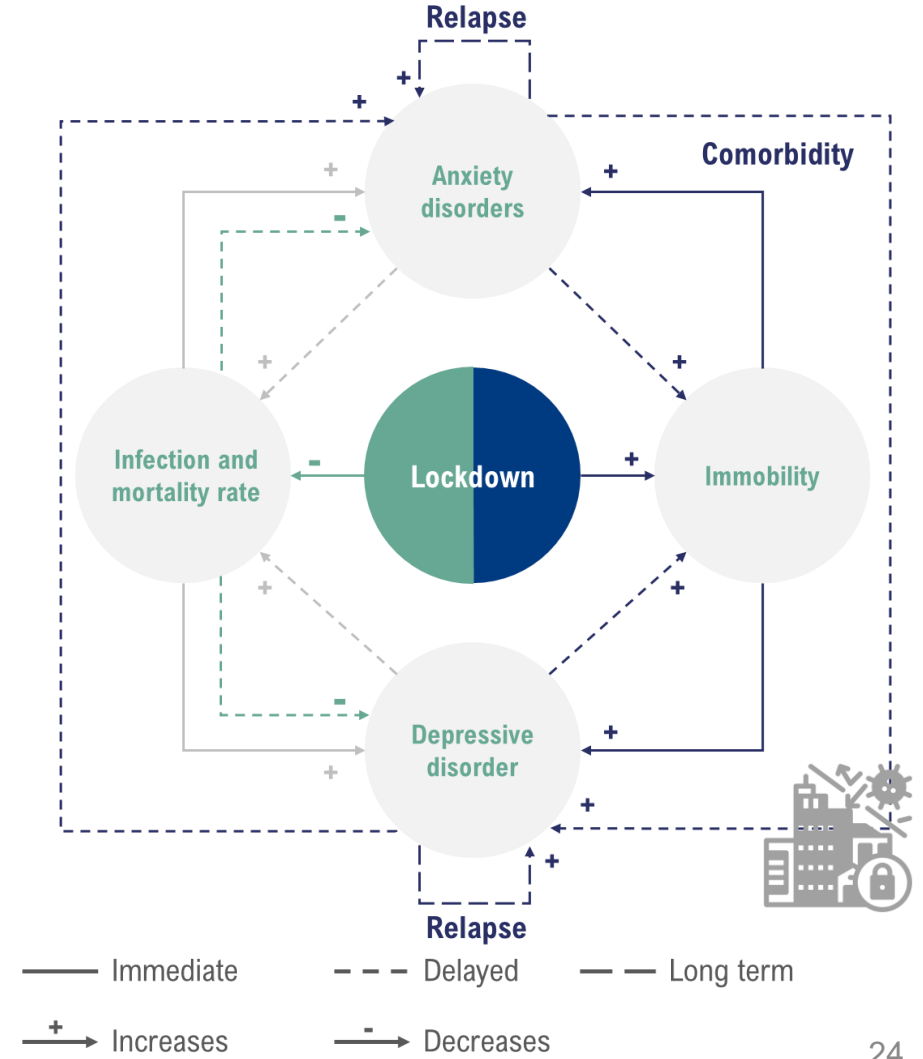 Relapse
+
+
Comorbidity
+
+
-
Anxiety
disorders
+
+
Infection and
mortality rate
-
Lockdown
+
Immobility
+
+
-
+
Depressive
disorder
+
+
+
Relapse
Immediate
Delayed
Long term
+
Increases
-
Decreases
24